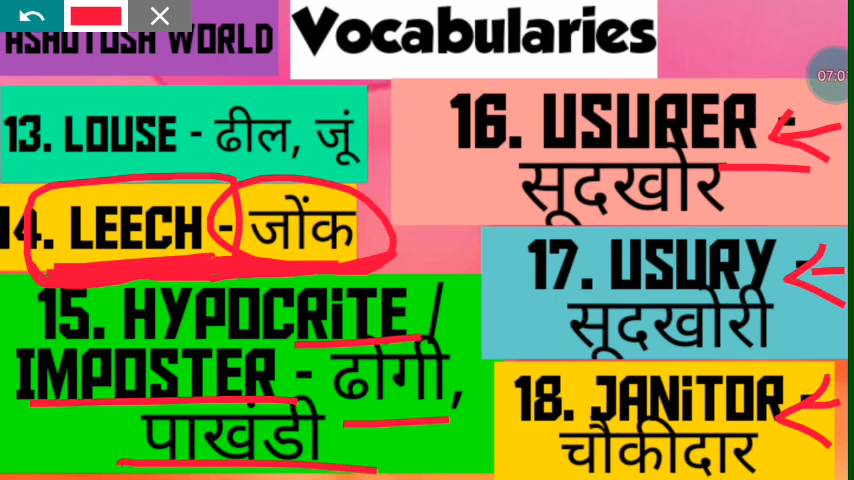 ASHUTOSH WORLD
Vocabularies
07:0
13. LOUSE - ढील, जूं
14. LEECH - जोंक
15. HYPOCRITE /
IMPOSTER - ढोगी,
पाखंडी
16. USURER -
सूदखोर
17. USURY -
सूदखोरी
18. JANITOR -
चौकीदार